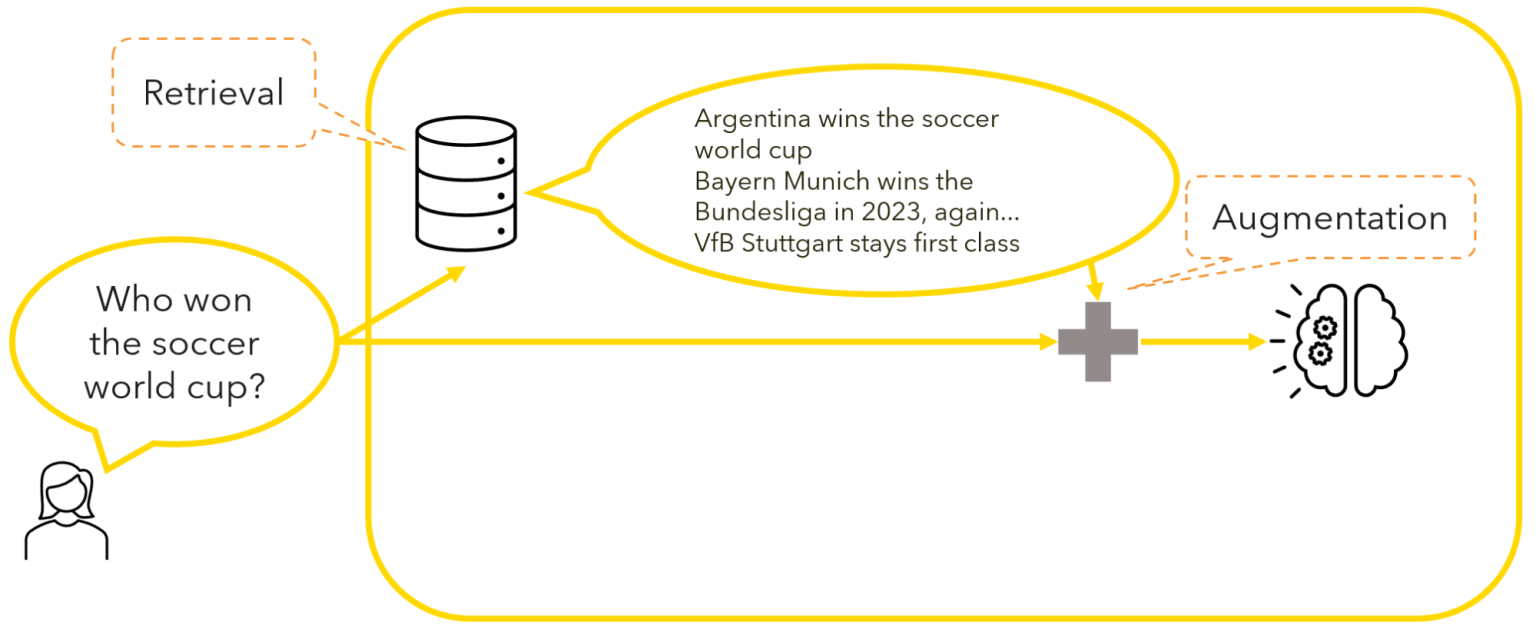 Retrieval
Argentina wins the soccer
world cup
Bayern Munich wins the
Bundesliga in 2023, again...
VfB Stuttgart stays first class
Augmentation
Who won
the soccer
world cup?